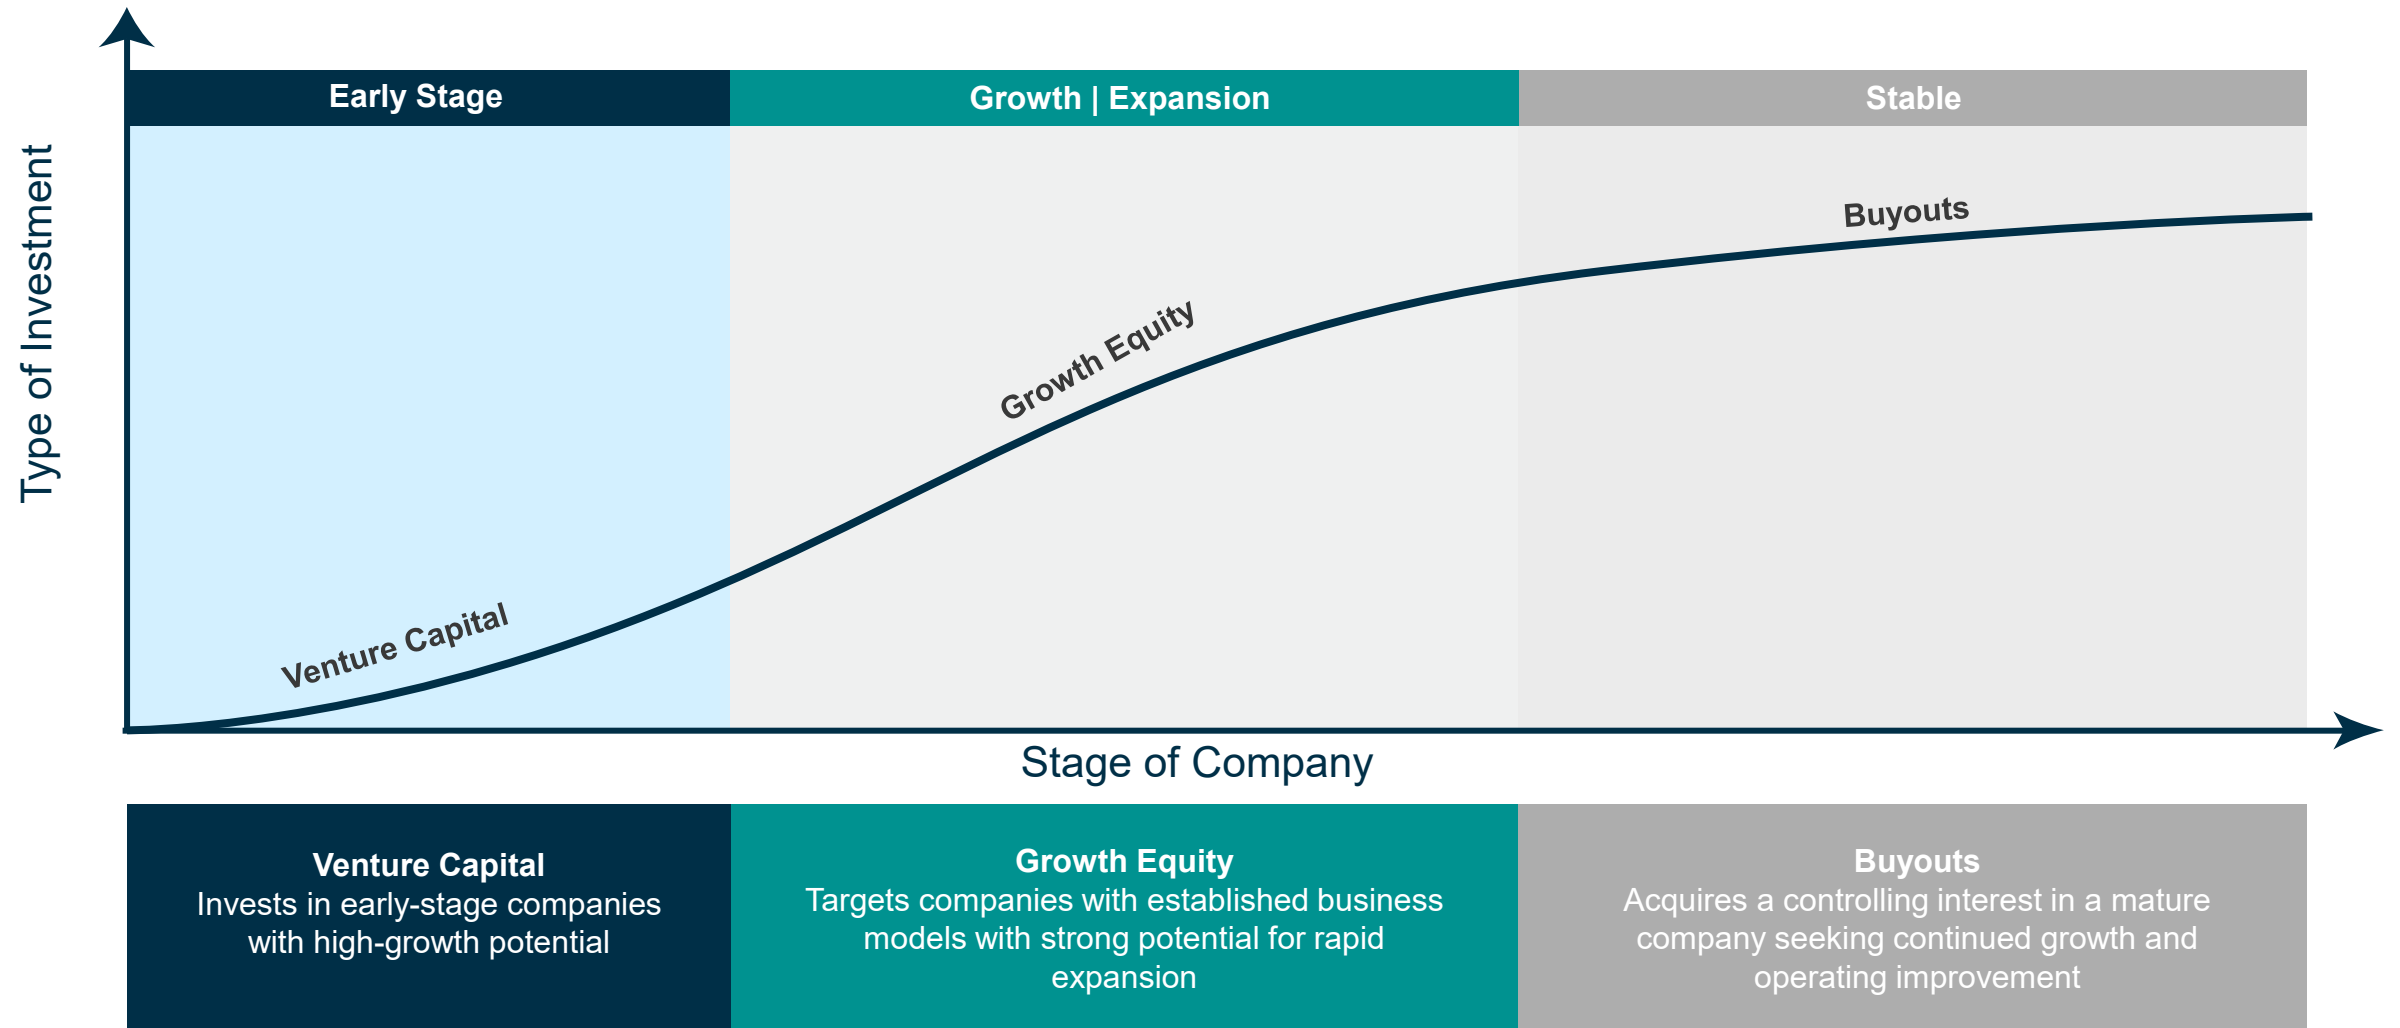 Early Stage
Growth | Expansion
Stable
Type of Investment
Buyouts
Growth Equity
Venture Capital
Stage of Company
Venture Capital
Invests in early-stage companies
with high-growth potential
Growth Equity
Targets companies with established business
models with strong potential for rapid
expansion
Buyouts
Acquires a controlling interest in a mature
company seeking continued growth and
operating improvement